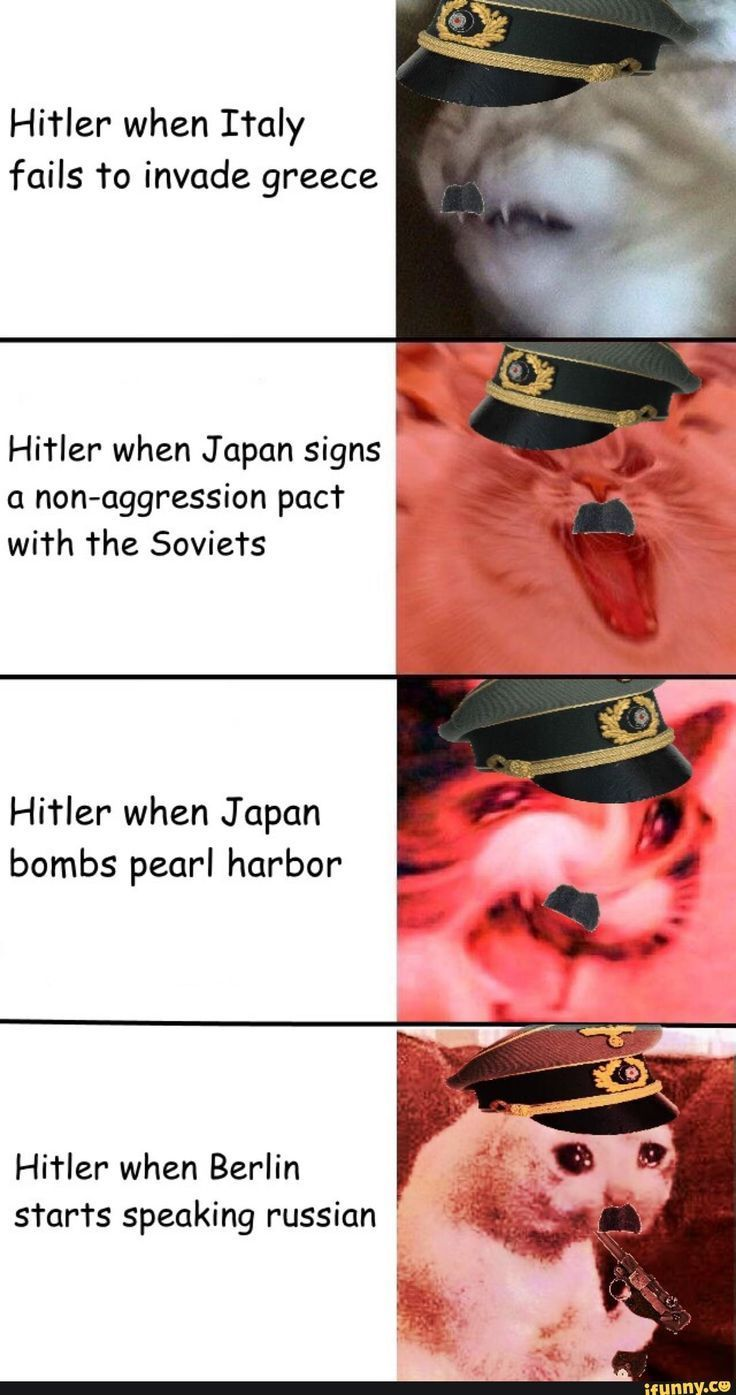 Hitler when Italy
fails to invade greece
Hitler when Japan signs
a non-aggression pact
with the Soviets
Hitler when Japan
bombs pearl harbor
Hitler when Berlin
starts speaking russian
ifunny.co